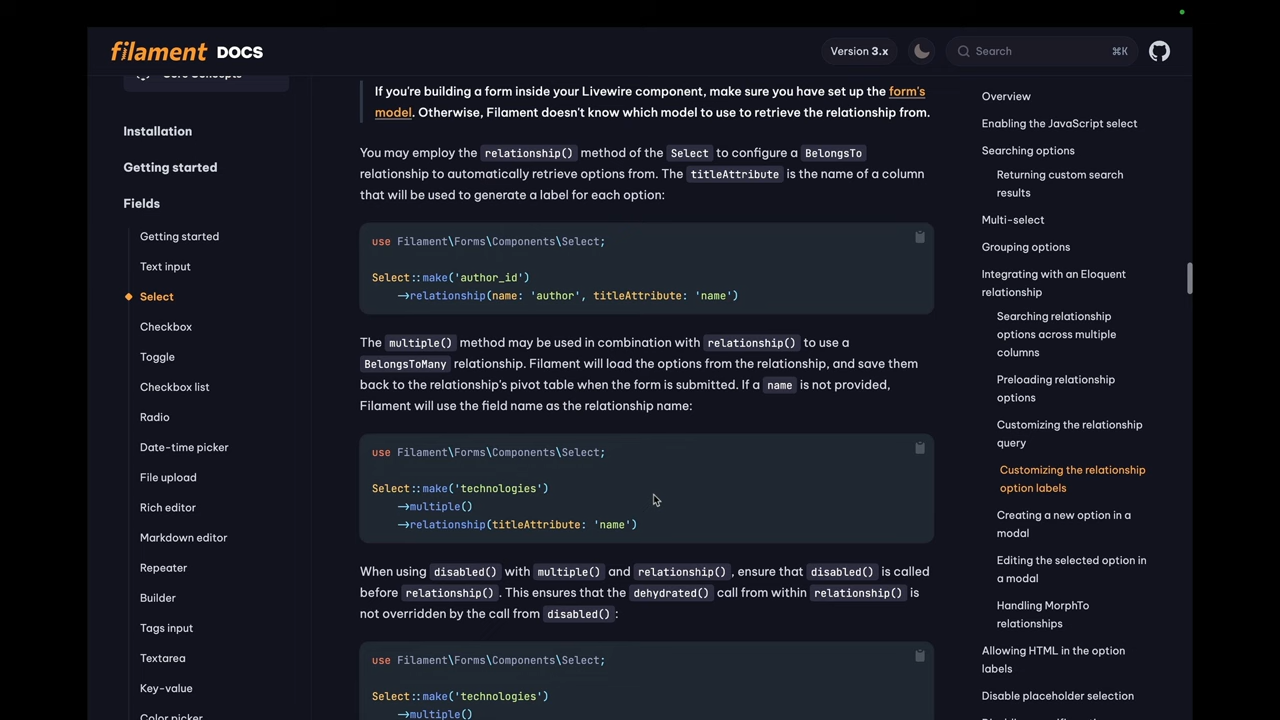 filament DOCS
Version 3.x
Search
⌘K
Core Concepts
Installation
Getting started
Fields
Getting started
Text input
Select
Checkbox
Toggle
Checkbox list
Radio
Date-time picker
File upload
Rich editor
Markdown editor
Repeater
Builder
Tags input
Textarea
Key-value
Color picker
If you're building a form inside your Livewire component, make sure you have set up the form's
model. Otherwise, Filament doesn't know which model to use to retrieve the relationship from.
You may employ the relationship() method of the Select to configure a BelongsTo
relationship to automatically retrieve options from. The titleAttribute is the name of a column
that will be used to generate a label for each option:
use Filament\Forms\Components\Select;
Select::make('author_id')
->relationship(name: 'author', titleAttribute: 'name')
The multiple() method may be used in combination with relationship() to use a
BelongsToMany relationship. Filament will load the options from the relationship, and save them
back to the relationship's pivot table when the form is submitted. If a name is not provided,
Filament will use the field name as the relationship name:
use Filament\Forms\Components\Select;
Select::make('technologies')
->multiple()
->relationship(titleAttribute: 'name')
When using disabled() with multiple() and relationship(), ensure that disabled() is called
before relationship(). This ensures that the dehydrated() call from within relationship() is
not overridden by the call from disabled():
use Filament\Forms\Components\Select;
Select::make('technologies')
->multiple()
Overview
Enabling the JavaScript select
Searching options
Returning custom search
results
Multi-select
Grouping options
Integrating with an Eloquent
relationship
Searching relationship
options across multiple
columns
Preloading relationship
options
Customizing the relationship
query
Customizing the relationship
option labels
Creating a new option in a
modal
Editing the selected option in
a modal
Handling MorphTo
relationships
Allowing HTML in the option
labels
Disable placeholder selection